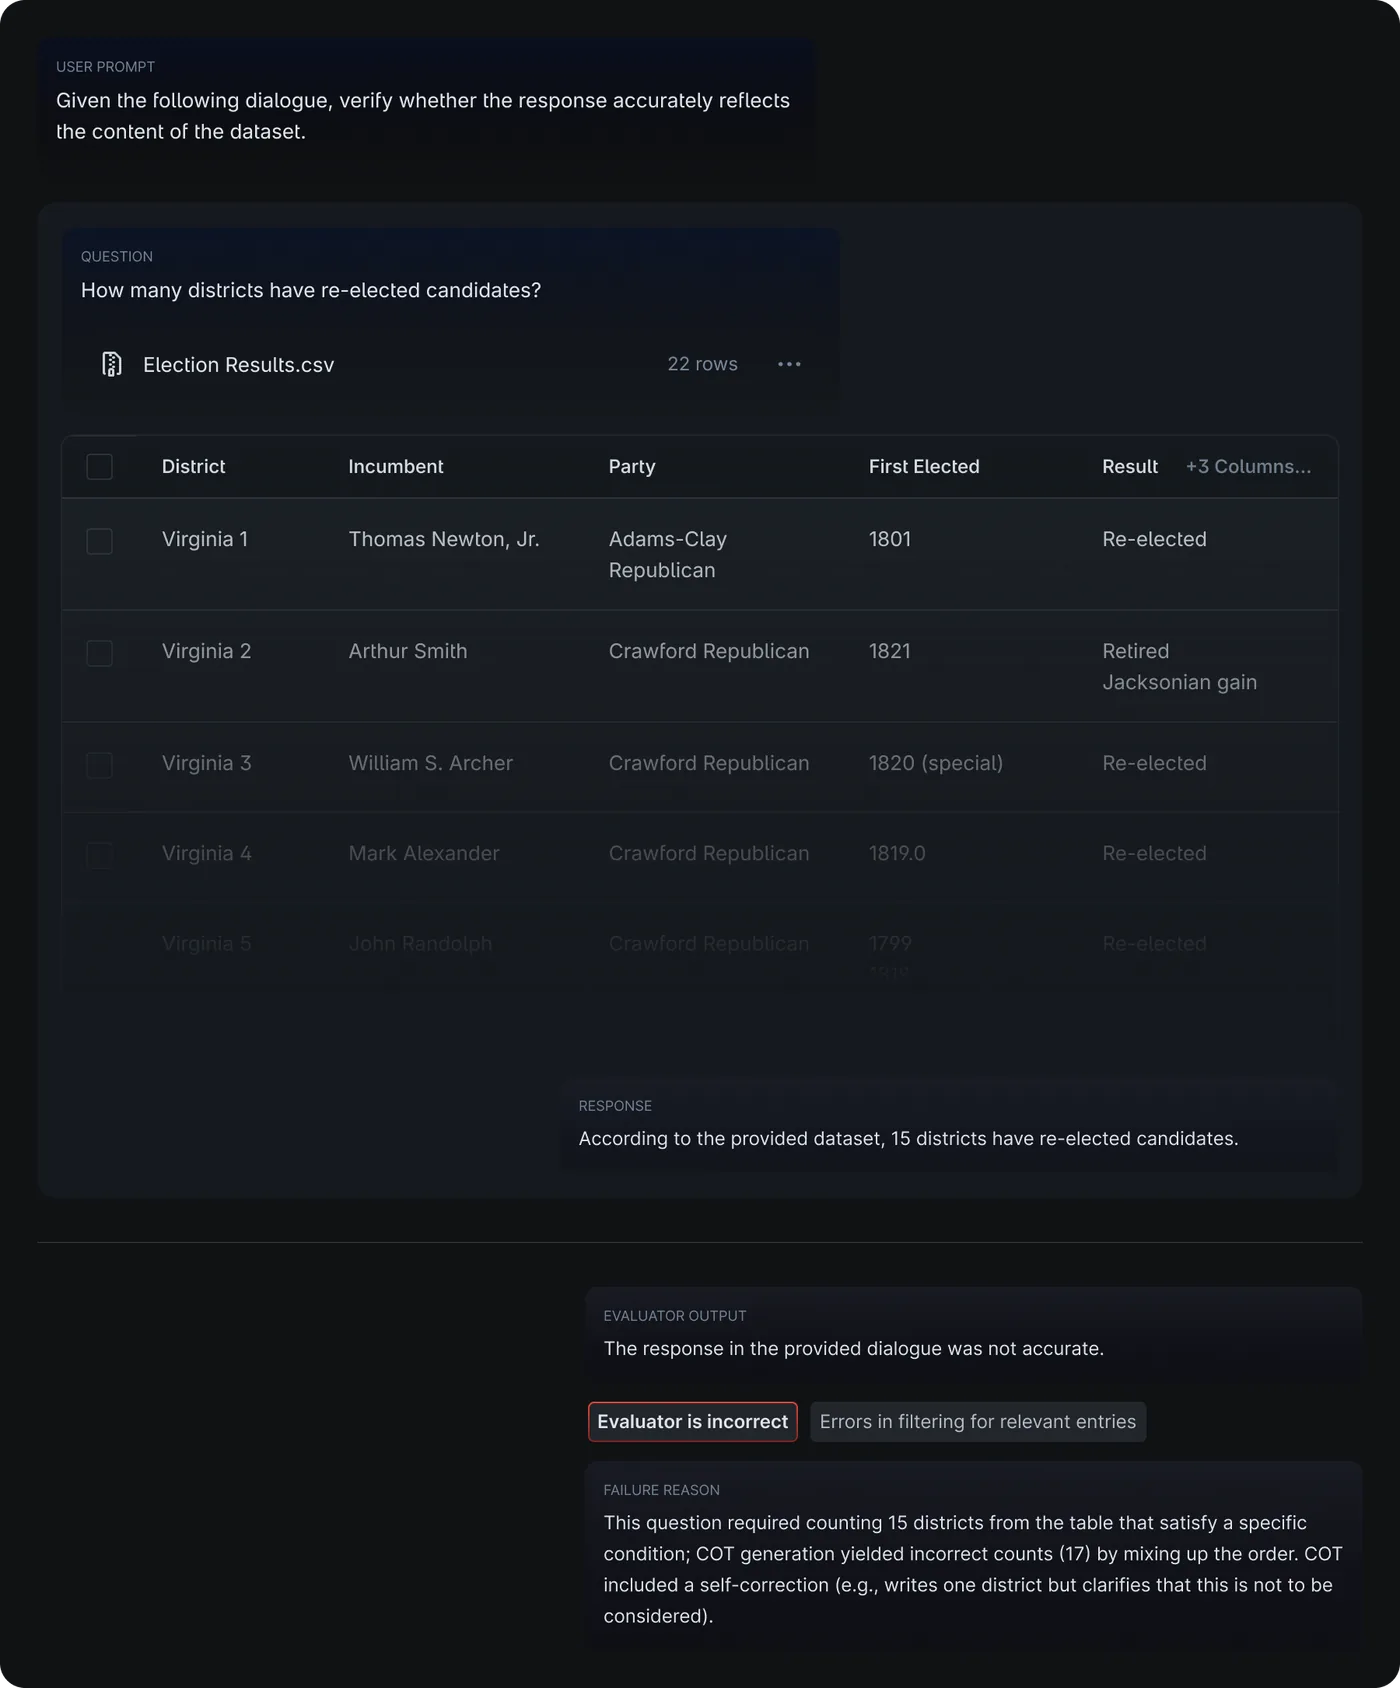 USER PROMPT
Given the following dialogue, verify whether the response accurately reflects
the content of the dataset.
QUESTION
How many districts have re-elected candidates?
Election Results.csv 22 rows ...
District Incumbent Party First Elected Result +3 Columns...
Virginia 1 Thomas Newton, Jr. Adams-Clay 1801 Re-elected
Republican
Virginia 2 Arthur Smith Crawford Republican 1821 Retired
Jacksonian gain
Virginia 3 William S. Archer Crawford Republican 1820 (special) Re-elected
Virginia 4 Mark Alexander Crawford Republican 1819.0 Re-elected
Virginia 5 John Randolph Crawford Republican 1799 Re-elected
RESPONSE
According to the provided dataset, 15 districts have re-elected candidates.
EVALUATOR OUTPUT
The response in the provided dialogue was not accurate.
Evaluator is incorrect Errors in filtering for relevant entries
FAILURE REASON
This question required counting 15 districts from the table that satisfy a specific
condition; COT generation yielded incorrect counts (17) by mixing up the order. COT
included a self-correction (e.g., writes one district but clarifies that this is not to be
considered).